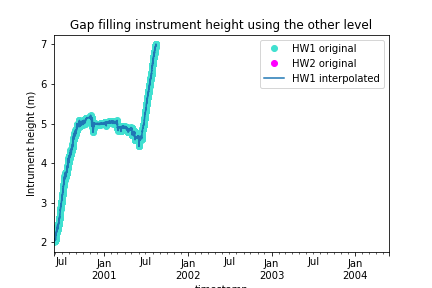 Gap filling instrument height using the other level
Intrument height (m)
7
6
5
4
3
2
HW1 original
HW2 original
HW1 interpolated
Jul Jan Jul Jan Jul Jan Jul Jan
2001 2002 2003 2004
timestamp